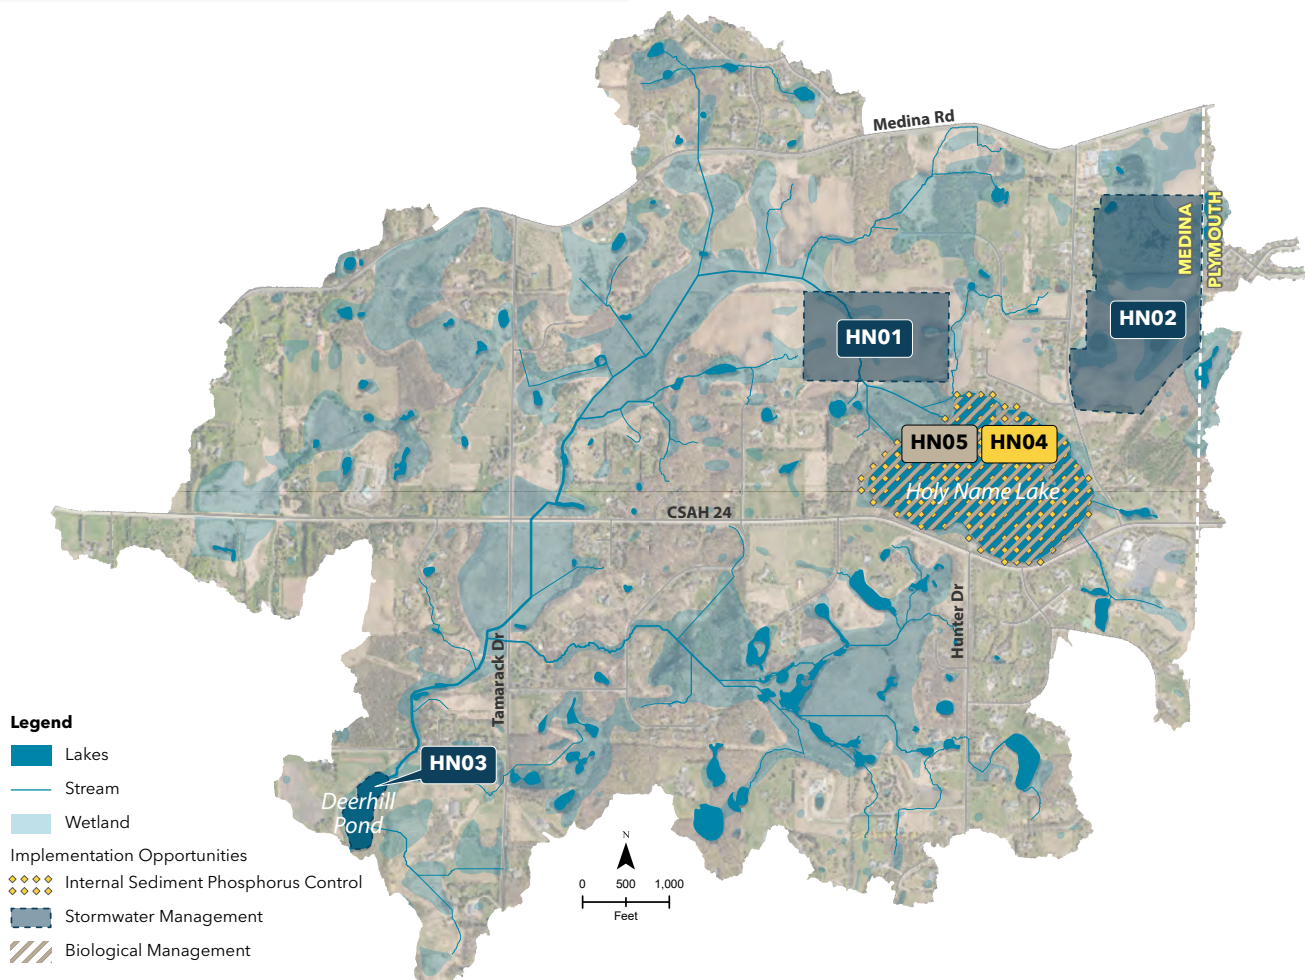 Medina Rd
MEDINA
PLYMOUTH
HN02
HN01
HN05
HN04
Holy Name Lake
CSAH 24
Hunter Dr
Tamarack Dr
HN03
Deerhill
Pond
Legend
Lakes
Stream
Wetland
Implementation Opportunities
Internal Sediment Phosphorus Control
Stormwater Management
Biological Management
N
0 500 1,000
Feet